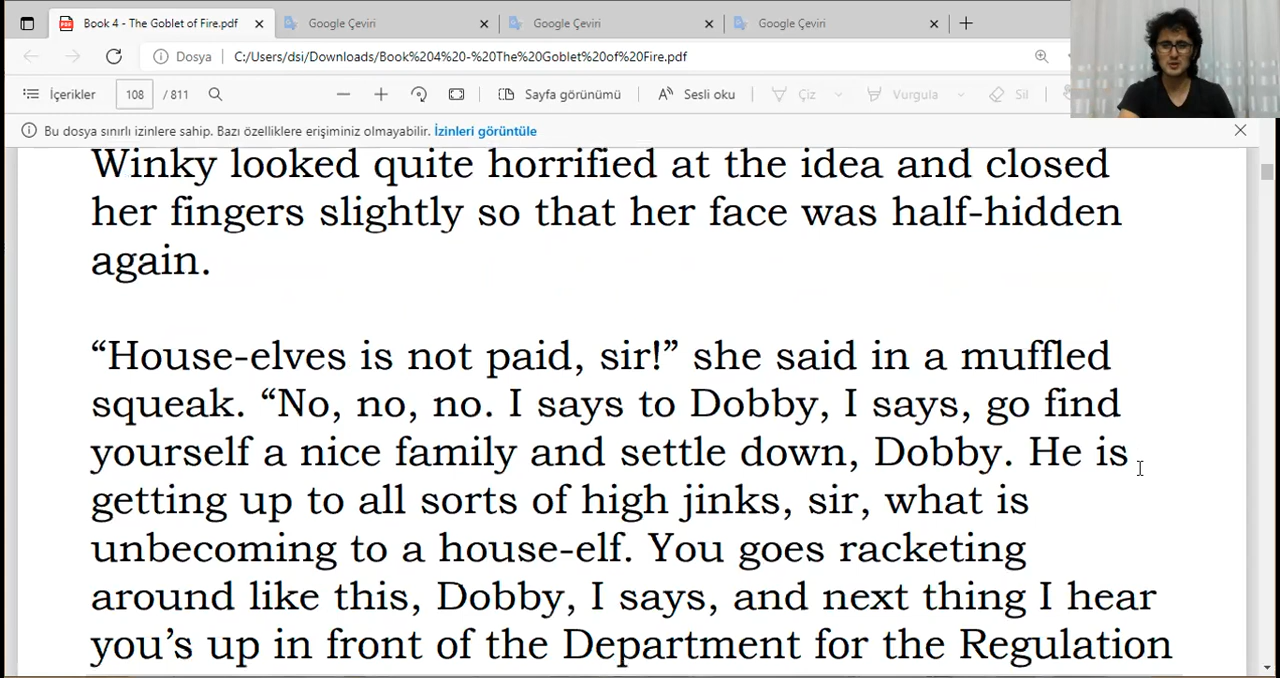 Book 4 - The Goblet of Fire.pdf
Google Çeviri
Google Çeviri
Google Çeviri
Dosya
C:/Users/dsi/Downloads/Book%204%20-%20The%20Goblet%20of%20Fire.pdf
İçerikler
108 / 811
Sayfa görünümü
Sesli oku
Çiz
Vurgula
Sil
Bu dosya sınırlı izinlere sahip. Bazı özelliklere erişiminiz olmayabilir. İzinleri görüntüle
Winky looked quite horrified at the idea and closed
her fingers slightly so that her face was half-hidden
again.
“House-elves is not paid, sir!” she said in a muffled
squeak. “No, no, no. I says to Dobby, I says, go find
yourself a nice family and settle down, Dobby. He is
getting up to all sorts of high jinks, sir, what is
unbecoming to a house-elf. You goes racketing
around like this, Dobby, I says, and next thing I hear
you’s up in front of the Department for the Regulation